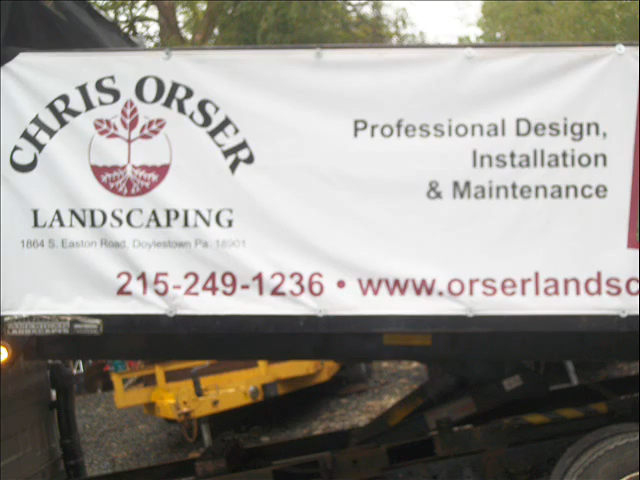 CHRIS ORSER
LANDSCAPING
1864 S. Easton Road, Doylestown Pa. 18901
Professional Design,
Installation
& Maintenance
215-249-1236 • www.orserlandsc